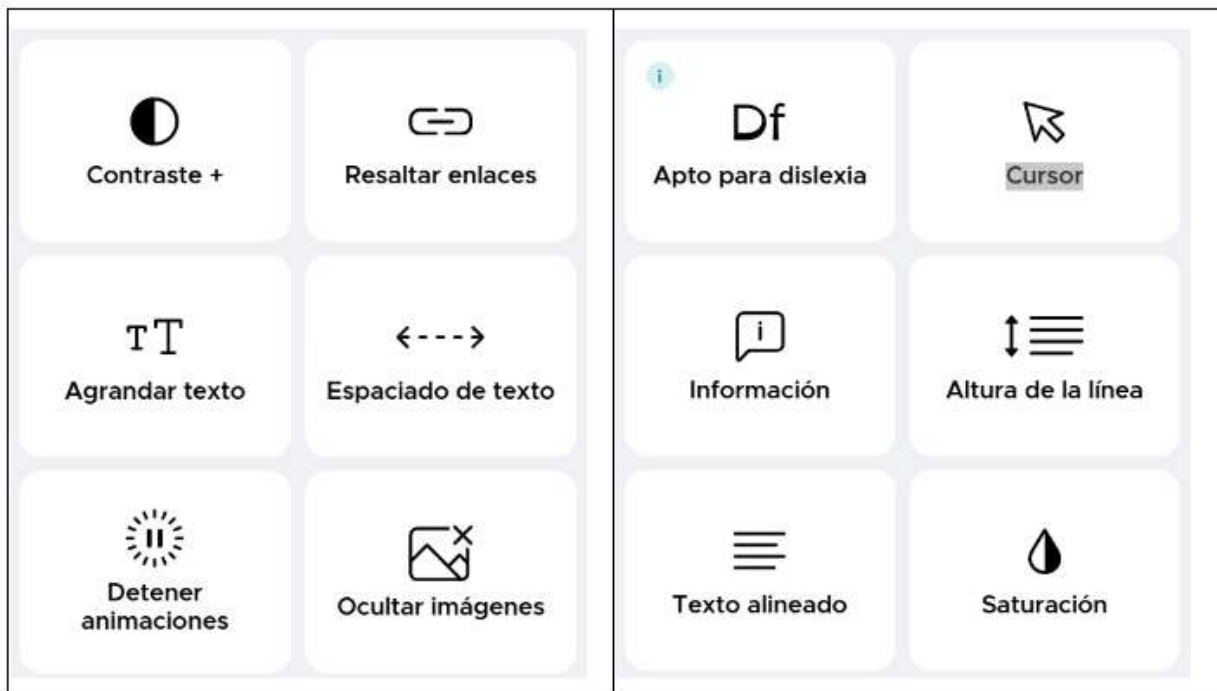 Contraste +
Resaltar enlaces
Agrandar texto
Espaciado de texto
Detener
animaciones
Ocultar imágenes
i
Df
Apto para dislexia
Cursor
i
Información
Altura de la línea
Texto alineado
Saturación